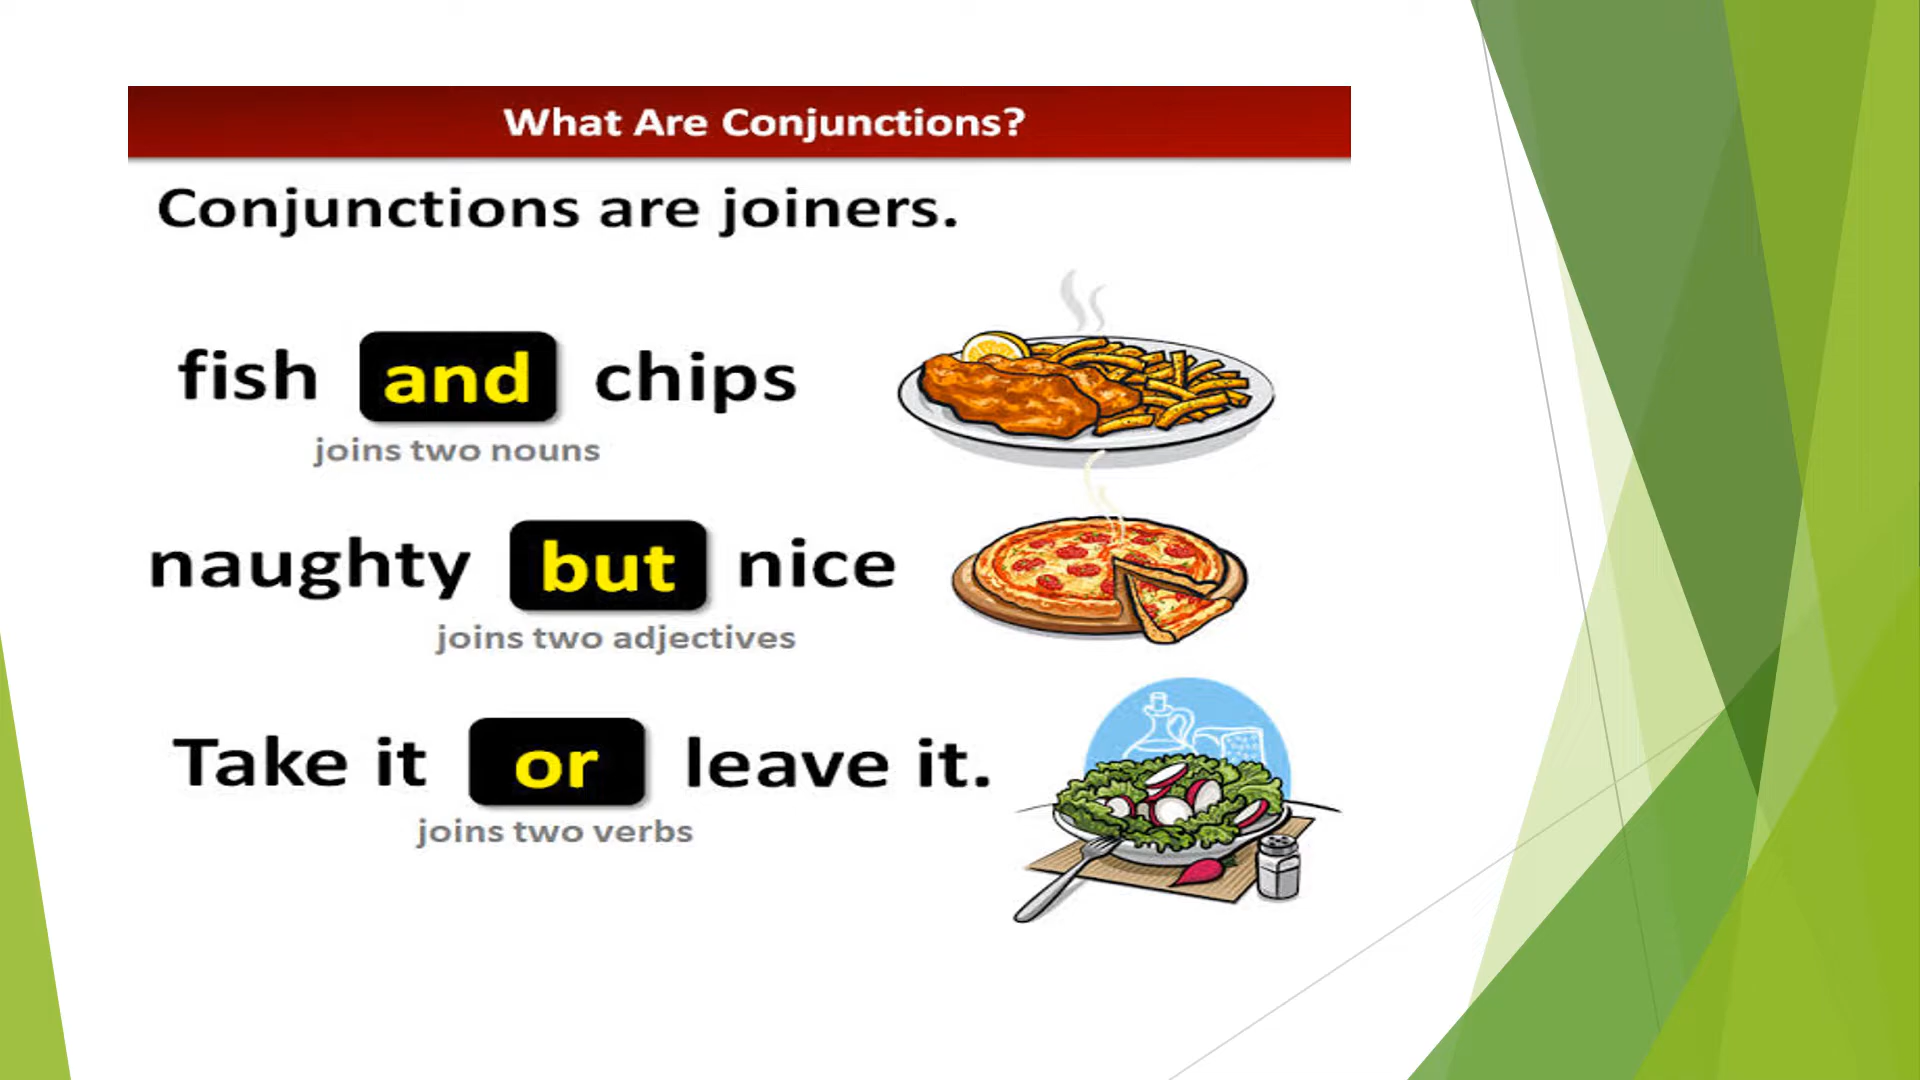 What Are Conjunctions?
Conjunctions are joiners.
fish and chips
joins two nouns
naughty but nice
joins two adjectives
Take it or leave it.
joins two verbs